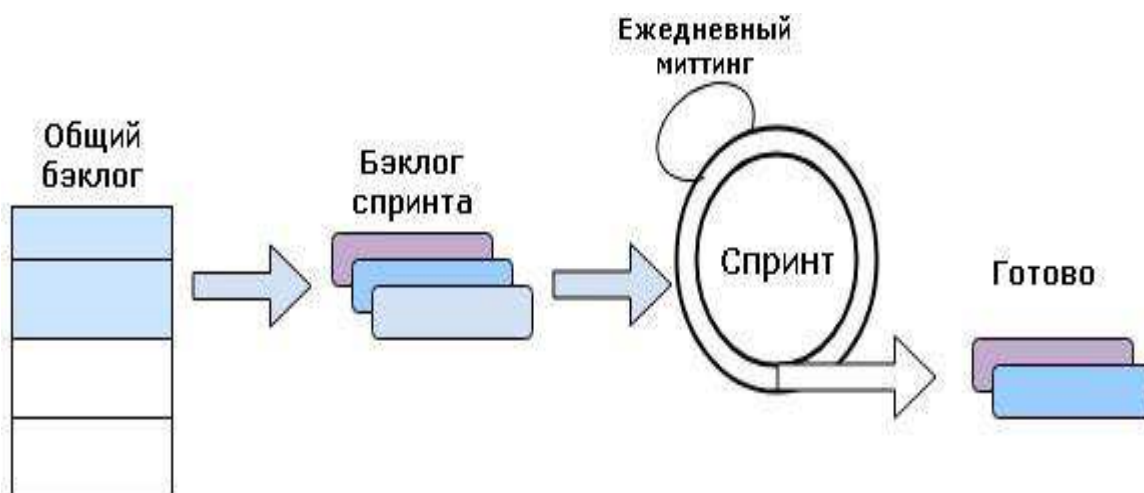 Ежедневный
миттинг
Общий
бэклог
Бэклог
спринта
Спринт
Готово